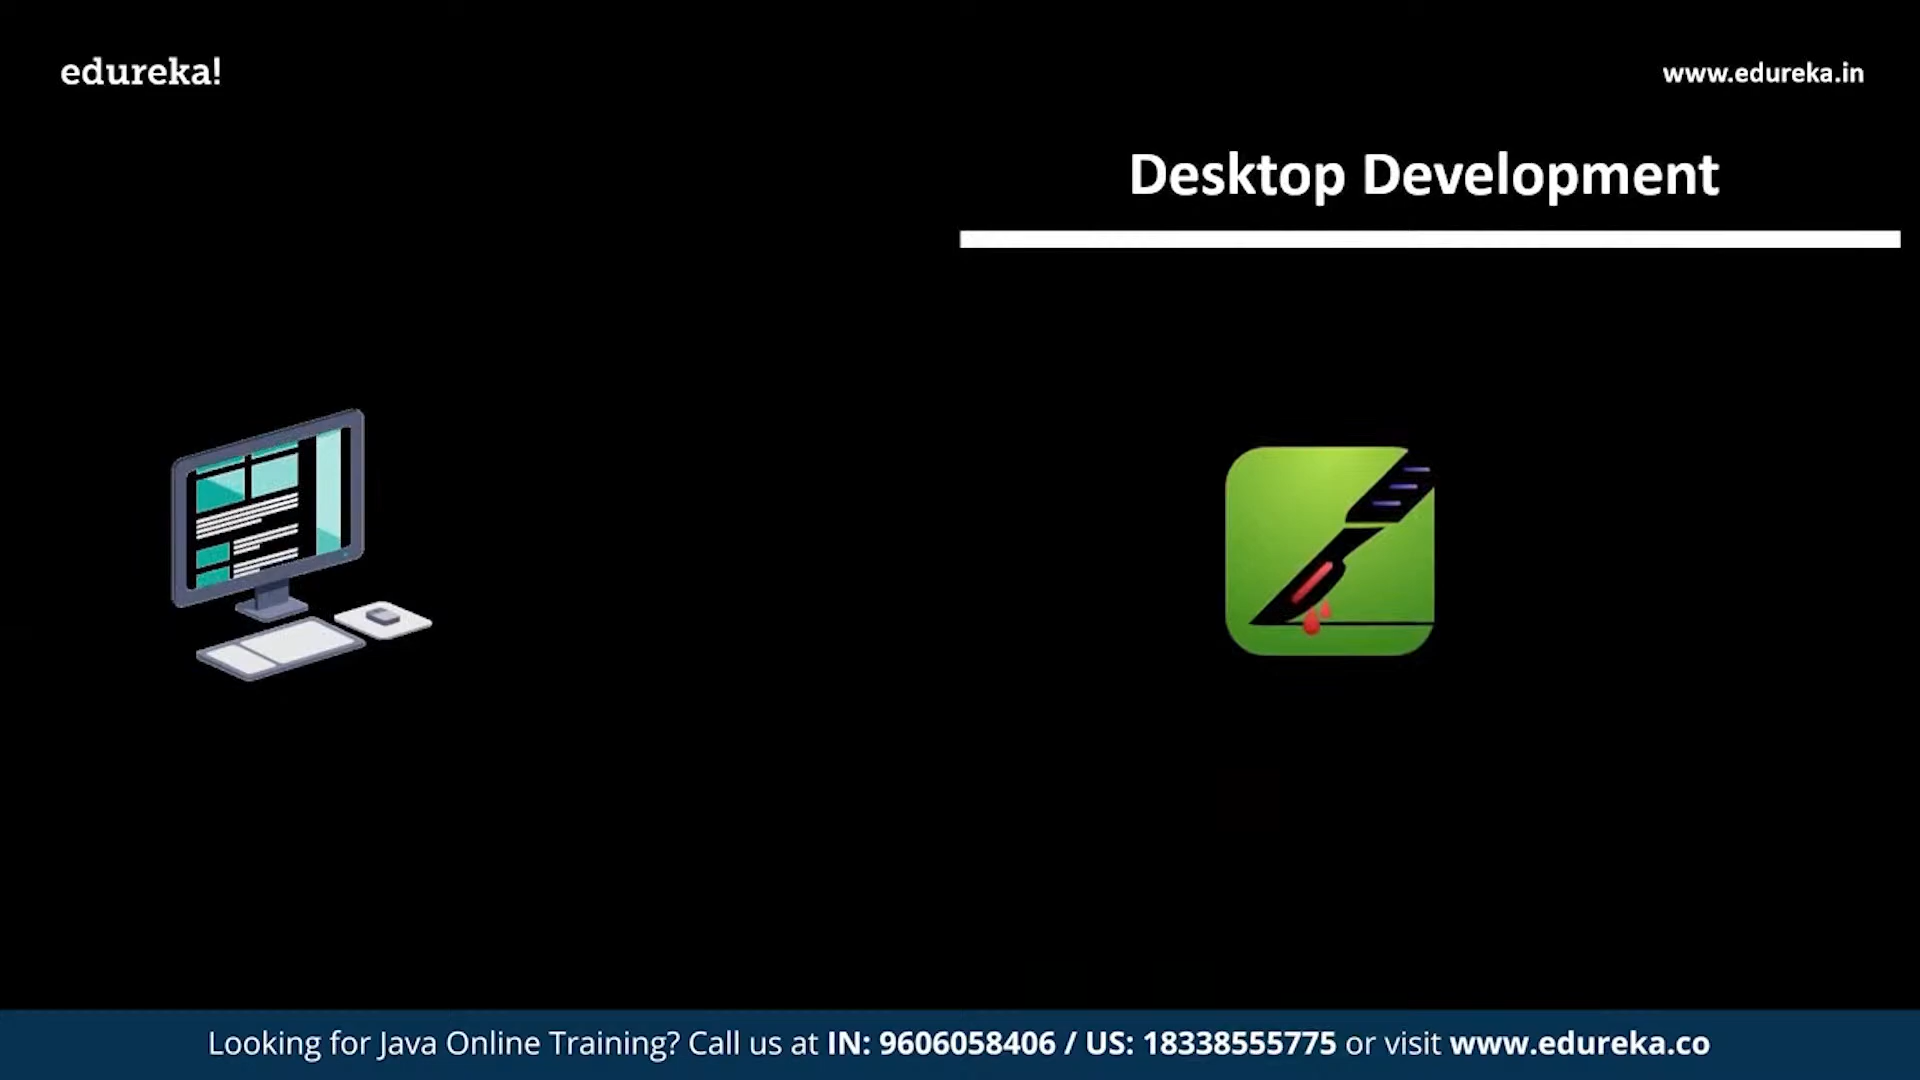 edureka!
www.edureka.in
Desktop Development
Looking for Java Online Training? Call us at IN: 9606058406 / US: 18338555775 or visit www.edureka.co